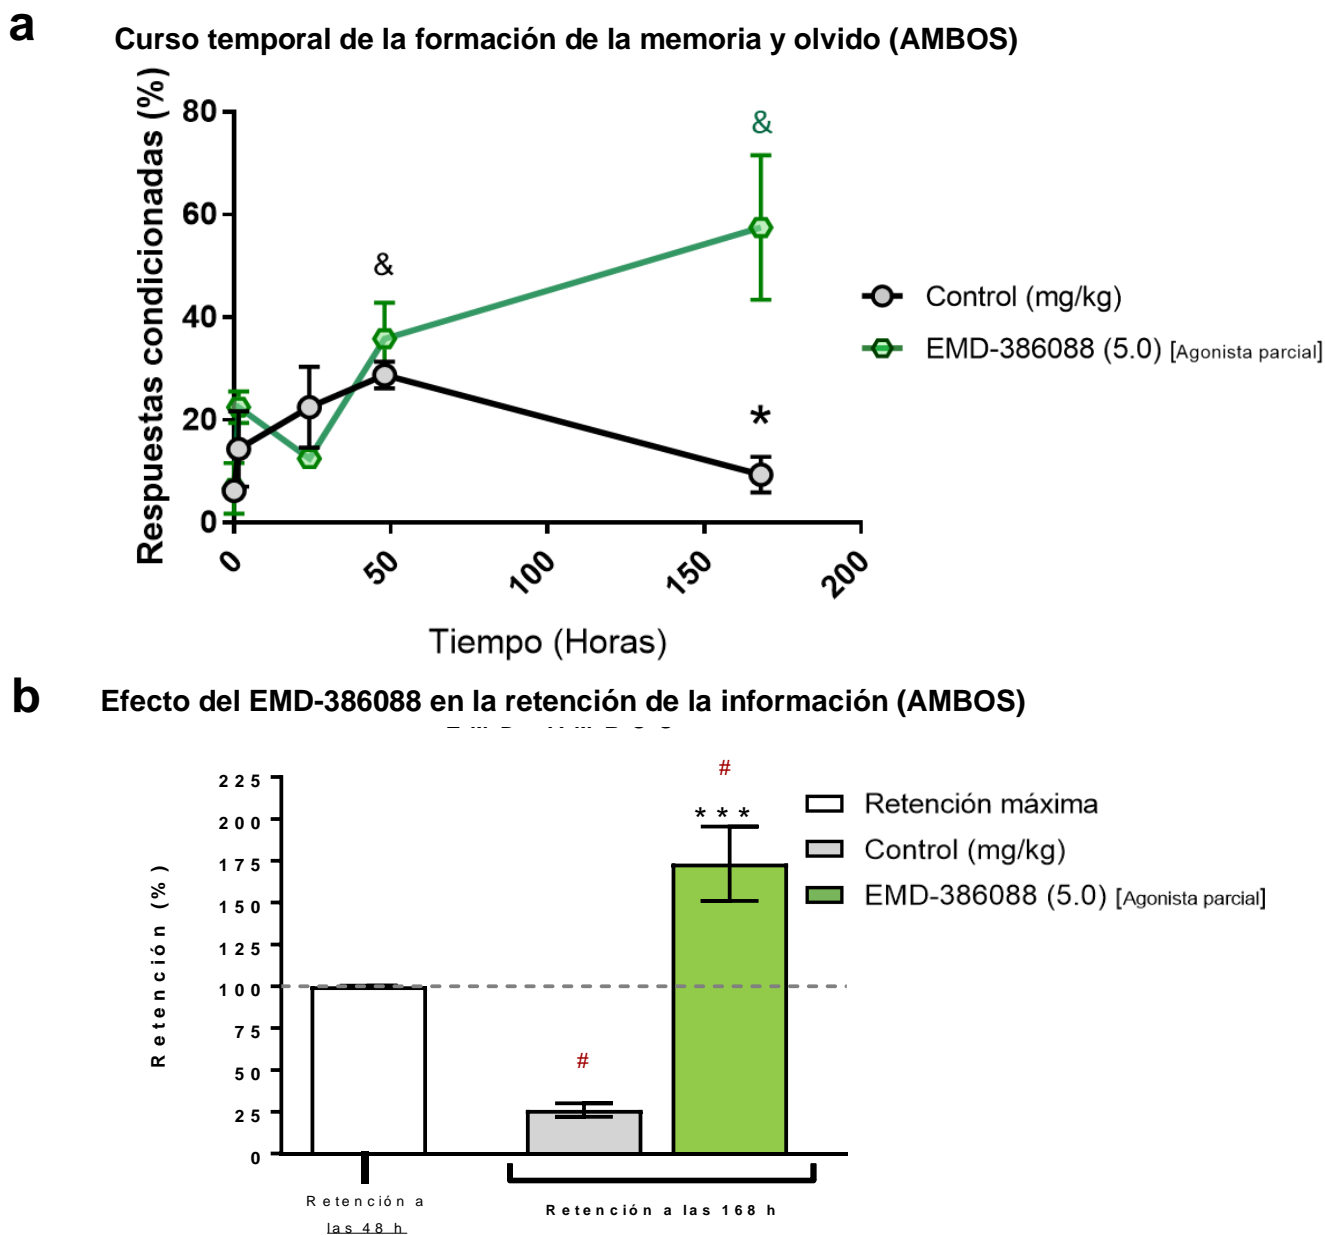 a
Curso temporal de la formación de la memoria y olvido (AMBOS)
Respuestas condicionadas (%)
80
60
40
20
0
&
&
*
0
50
100
150
200
Tiempo (Horas)
Control (mg/kg)
EMD-386088 (5.0) [Agonista parcial]
b
Efecto del EMD-386088 en la retención de la información (AMBOS)
Retención (%)
225
200
175
150
125
100
75
50
25
0
#
#
***
Retención máxima
Control (mg/kg)
EMD-386088 (5.0) [Agonista parcial]
Retención a
las 48 h
Retención a las 168 h